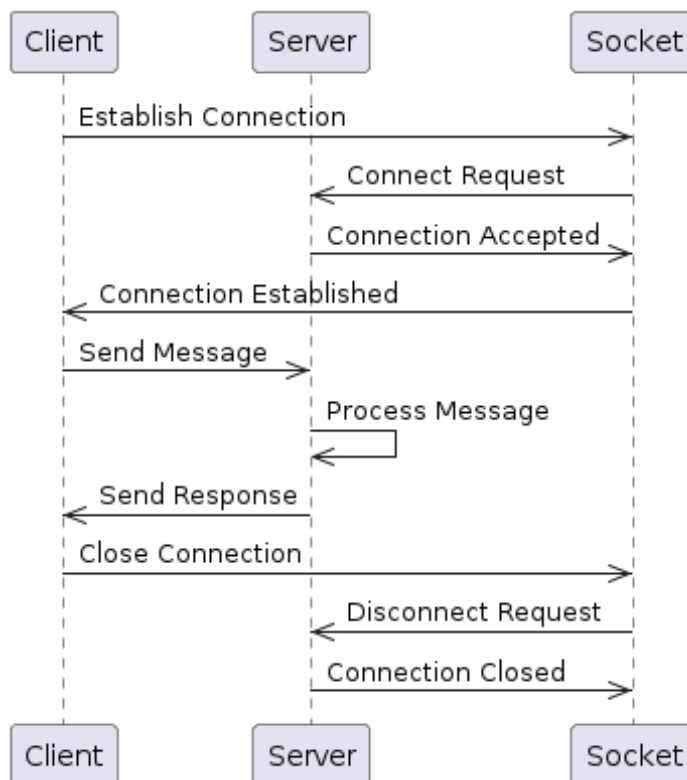 Client Server Socket
Establish Connection
Connect Request
Connection Accepted
Connection Established
Send Message
Process Message
Send Response
Close Connection
Disconnect Request
Connection Closed
Client Server Socket